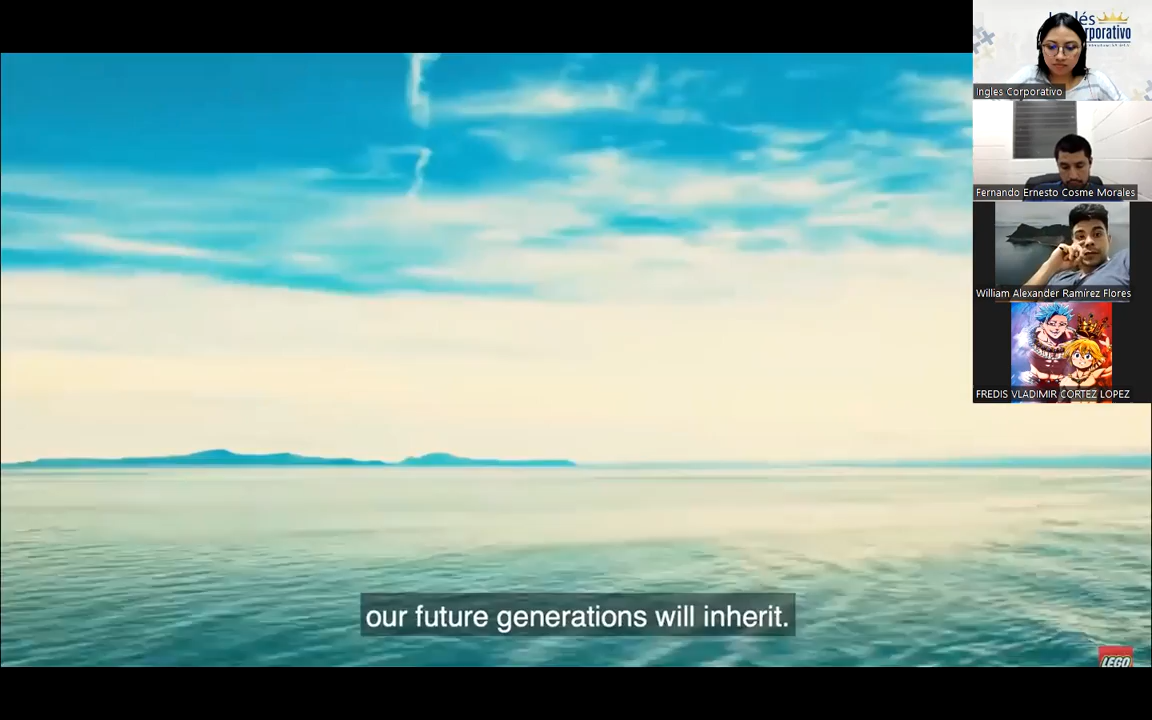 Inglés
Corporativo
Ingles Corporativo
Fernando Ernesto Cosme Morales
William Alexander Ramírez Flores
FREDIS VLADIMIR CORTEZ LOPEZ
our future generations will inherit.
LEGO